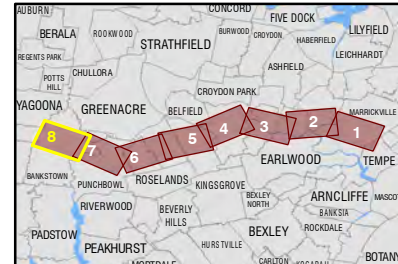 AUBURN
CONCORD
FIVE DOCK
BERALA
ROOKWOOD
STRATHFIELD
BURWOOD
CROYDON
HABERFIELD
LILYFIELD
REGENTS PARK
LEICHHARDT
CHULLORA
ASHFIELD
POTTS
HILL
CROYDON PARK
YAGOONA
GREENACRE
BELFIELD
MARRICKVILLE
8
7
6
5
4
3
2
1
EARLWOOD
TEMPE
BANKSTOWN
PUNCHBOWL
ROSELANDS
KINGSGROVE
RIVERWOOD
BEXLEY
NORTH
ARNCLIFFE
MASCOT
BEVERLY
HILLS
BANKSIA
ROCKDALE
PADSTOW
PEAKHURST
HURSTVILLE
BEXLEY
BOTANY
MORTDALE
CARLTON
KOGARAH